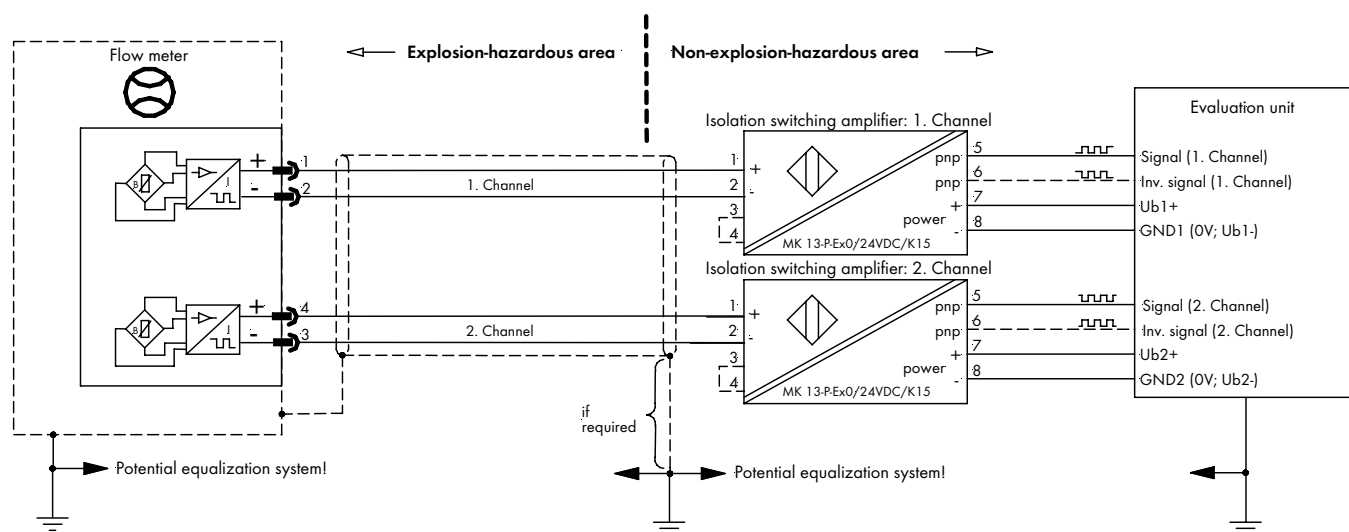 Flow meter
Explosion-hazardous area
Non-explosion-hazardous area
Evaluation unit
Isolation switching amplifier: 1. Channel
B
J
+ 1
- 2
1. Channel
1 +
2 -
3
4
pnp 5
pnp 6
power
+ 7
- 8
MK 13-P-Ex0/24VDC/K15
Signal (1. Channel)
Inv. signal (1. Channel)
Ub1+
GND1 (0V; Ub1-)
Isolation switching amplifier: 2. Channel
B
J
+ 4
- 3
2. Channel
1 +
2 -
3
4
pnp 5
pnp 6
power
+ 7
- 8
MK 13-P-Ex0/24VDC/K15
Signal (2. Channel)
Inv. signal (2. Channel)
Ub2+
GND2 (0V; Ub2-)
if
required
Potential equalization system!
Potential equalization system!